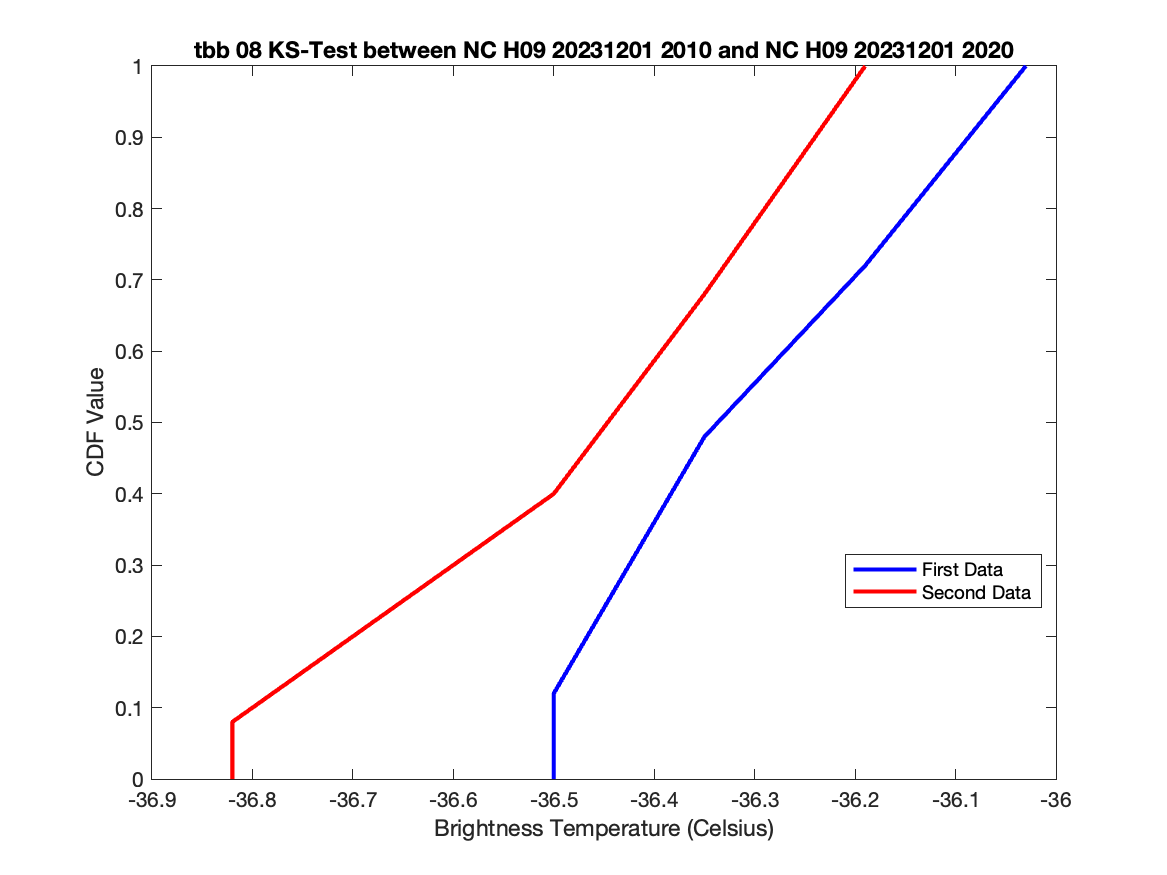 tbb 08 KS-Test between NC H09 20231201 2010 and NC H09 20231201 2020
1
0.9
0.8
0.7
0.6
0.5
0.4
0.3
0.2
0.1
0
CDF Value
First Data
Second Data
-36.9 -36.8 -36.7 -36.6 -36.5 -36.4 -36.3 -36.2 -36.1 -36
Brightness Temperature (Celsius)